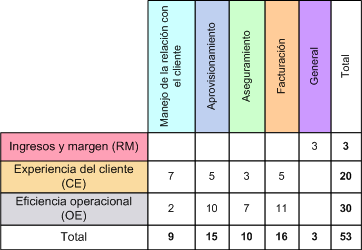 Manejo de la relación con
el cliente
Aprovisionamiento
Aseguramiento
Facturación
General
Total
Ingresos y margen (RM) 3 3
Experiencia del cliente
(CE) 7 5 3 5 20
Eficiencia operacional
(OE) 2 10 7 11 30
Total 9 15 10 16 3 53